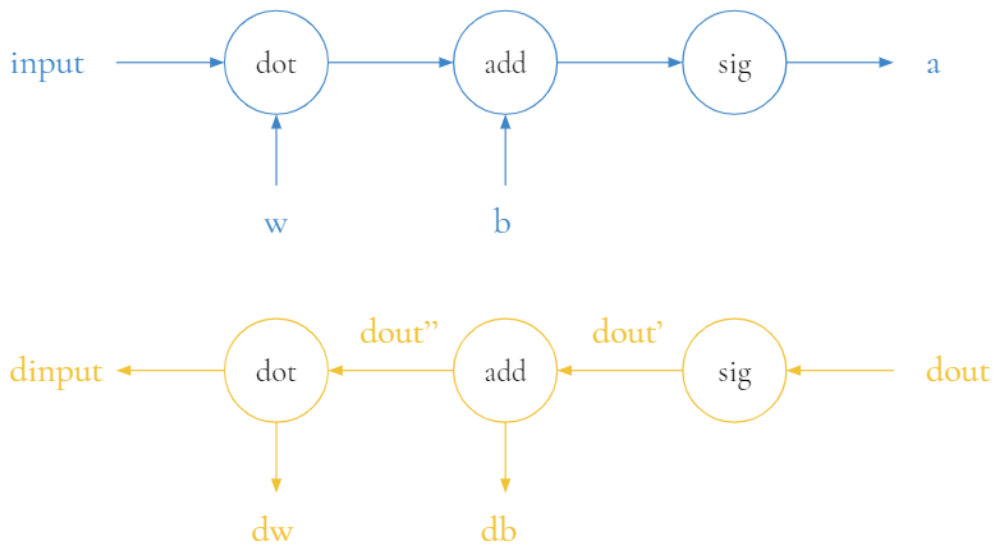 input dot add sig a
w b
dout” dout’
dinput dot add sig dout
dw db